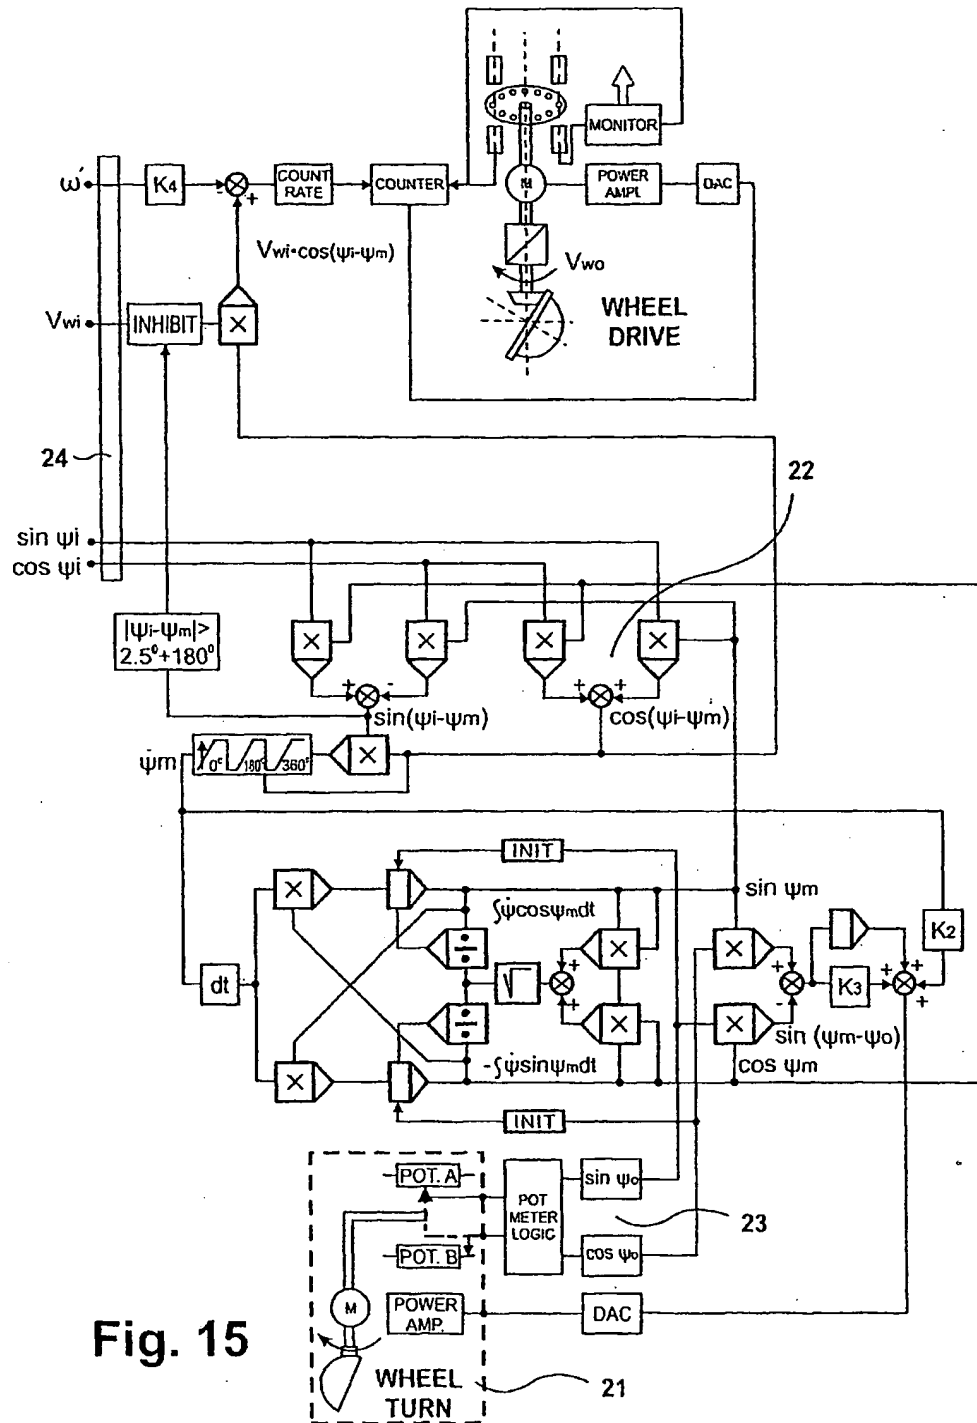 MONITOR
ω'
K4
-
+
COUNT
RATE
COUNTER
M
POWER
AMPL.
DAC
Vwi•cos(ψi-ψm)
Vwo
WHEEL
DRIVE
Vwi
INHIBIT
×
24
22
sin ψi
cos ψi
|ψi-ψm|>
2.5°+180°
×
×
×
×
+
-
+
+
sin(ψi-ψm)
cos(ψi-ψm)
ψ̇m
0°
180°
360°
×
INIT
×
sin ψm
∫ψ̇cosψmdt
÷
×
×
K2
+
+
+
dt
√
+
+
-
K3
+
+
÷
×
×
sin (ψm-ψo)
×
-∫ψ̇sinψmdt
cos ψm
INIT
POT. A
POT
METER
LOGIC
sin ψo
23
POT. B
cos ψo
M
POWER
AMP.
DAC
Fig. 15
WHEEL
TURN
21